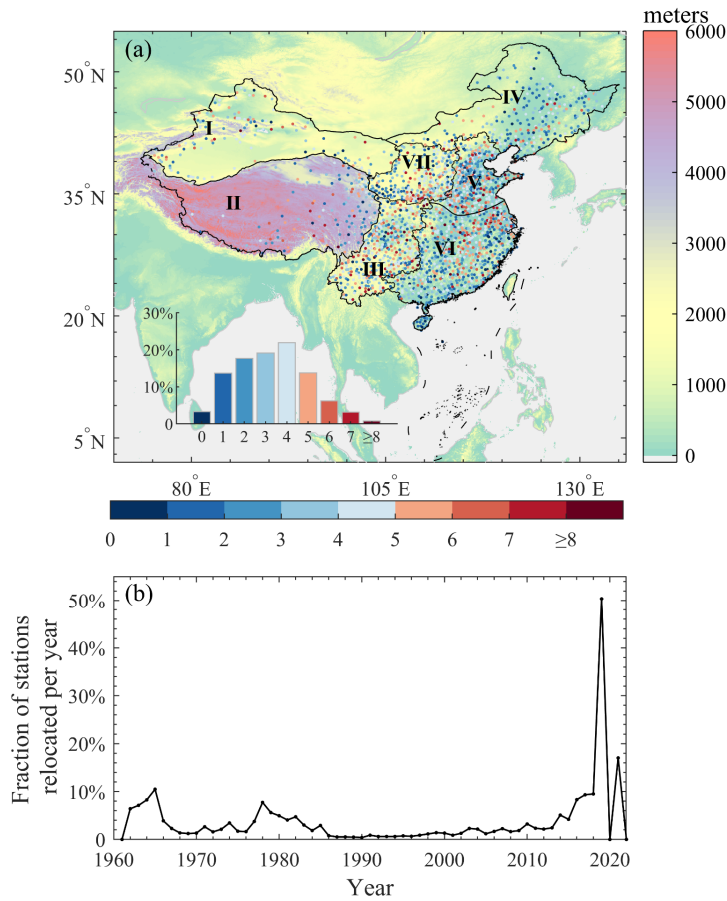 meters
(a)
6000
5000
4000
3000
2000
1000
0
50°N
35°N
20°N
5°N
I
II
III
IV
V
VI
VII
30%
20%
10%
0
0 1 2 3 4 5 6 7 ≥8
80°E 105°E 130°E
0 1 2 3 4 5 6 7 ≥8
(b)
Fraction of stations
relocated per year
50%
40%
30%
20%
10%
0
1960 1970 1980 1990 2000 2010 2020
Year